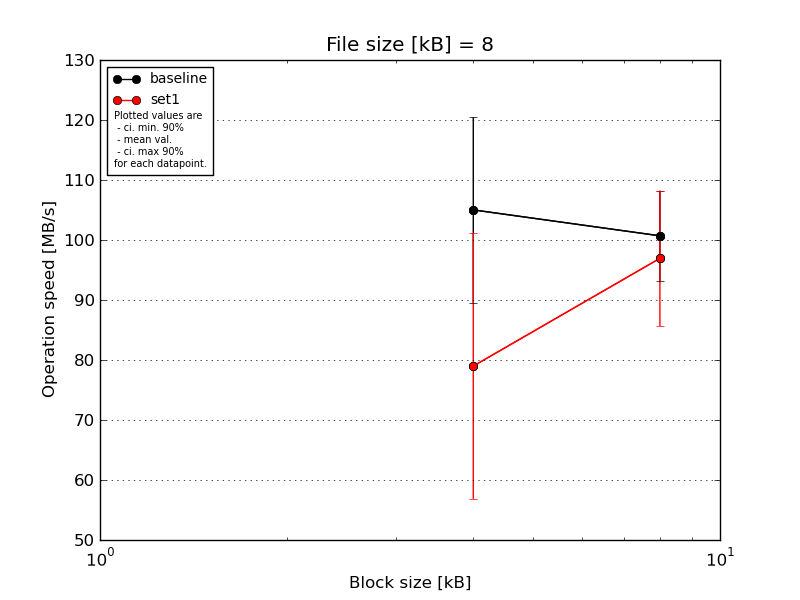 File size [kB] = 8
130
120
110
100
90
80
70
60
50
Operation speed [MB/s]
baseline
set1
Plotted values are
- ci. min. 90%
- mean val.
- ci. max 90%
for each datapoint.
10^0
10^1
Block size [kB]